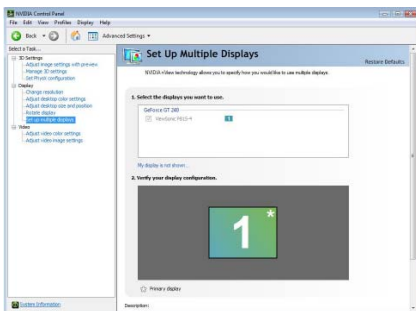 NVIDIA Control Panel
File Edit View Profiles Display Help
Back Advanced Settings
Select a Task...
3D Settings
Adjust image settings with preview
Manage 3D settings
Set PhysX configuration
Display
Change resolution
Adjust desktop color settings
Adjust desktop size and position
Rotate display
Set up multiple displays
Video
Adjust video color settings
Adjust video image settings
System Information
Set Up Multiple Displays
Restore Defaults
NVIDIA nView technology allows you to specify how you would like to use multiple displays.
1. Select the displays you want to use.
GeForce GT 240
ViewSonic
1
My display is not shown...
2. Verify your display configuration.
1 *
Primary display
Description: